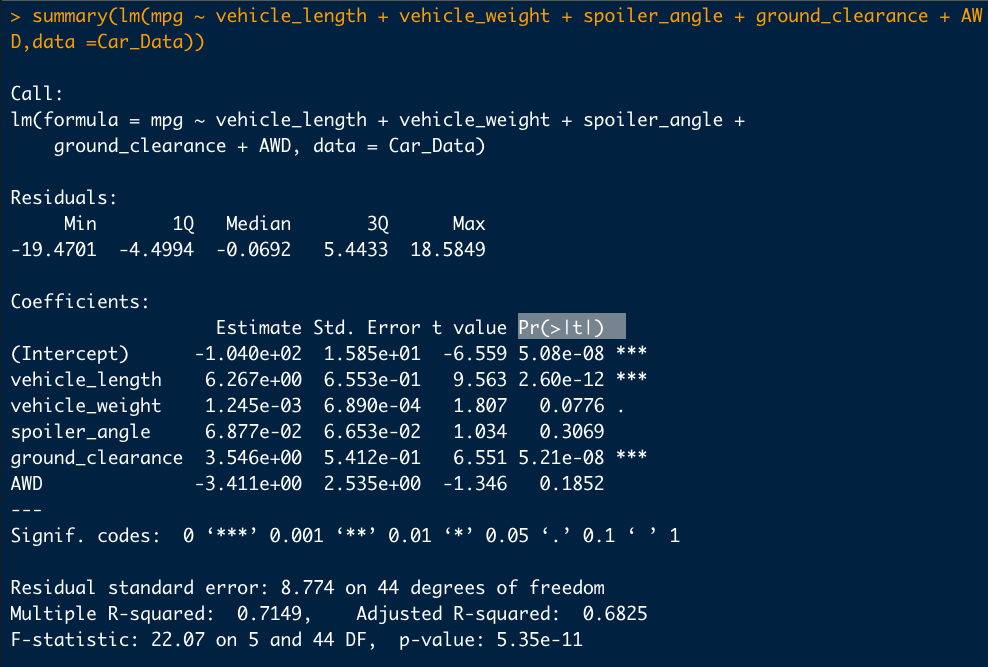 > summary(lm(mpg ~ vehicle_length + vehicle_weight + spoiler_angle + ground_clearance + AW
D,data =Car_Data))
Call:
lm(formula = mpg ~ vehicle_length + vehicle_weight + spoiler_angle +
    ground_clearance + AWD, data = Car_Data)
Residuals:
     Min       1Q   Median       3Q      Max
-19.4701  -4.4994  -0.0692   5.4433  18.5849
Coefficients:
                   Estimate Std. Error t value Pr(>|t|)
(Intercept)      -1.040e+02  1.585e+01  -6.559 5.08e-08 ***
vehicle_length    6.267e+00  6.553e-01   9.563 2.60e-12 ***
vehicle_weight    1.245e-03  6.890e-04   1.807   0.0776 .
spoiler_angle     6.877e-02  6.653e-02   1.034   0.3069
ground_clearance  3.546e+00  5.412e-01   6.551 5.21e-08 ***
AWD              -3.411e+00  2.535e+00  -1.346   0.1852
---
Signif. codes:  0 ‘***’ 0.001 ‘**’ 0.01 ‘*’ 0.05 ‘.’ 0.1 ‘ ’ 1
Residual standard error: 8.774 on 44 degrees of freedom
Multiple R-squared:  0.7149,    Adjusted R-squared:  0.6825
F-statistic: 22.07 on 5 and 44 DF,  p-value: 5.35e-11